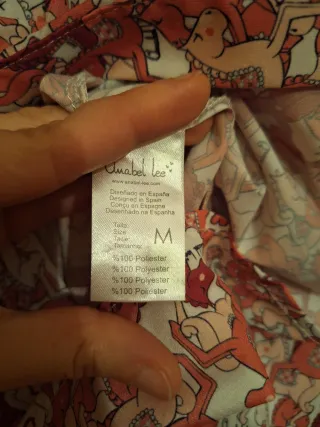 Anabel Lee
www.anabel-lee.com
Diseñado en España
Designed in Spain
Conçu en Espagne
Desenhado na Espanha
Talla:
Size:
Taille:
Tamanho:
M
%100 Poliester
%100 Polyester
%100 Polyester
%100 Poliester